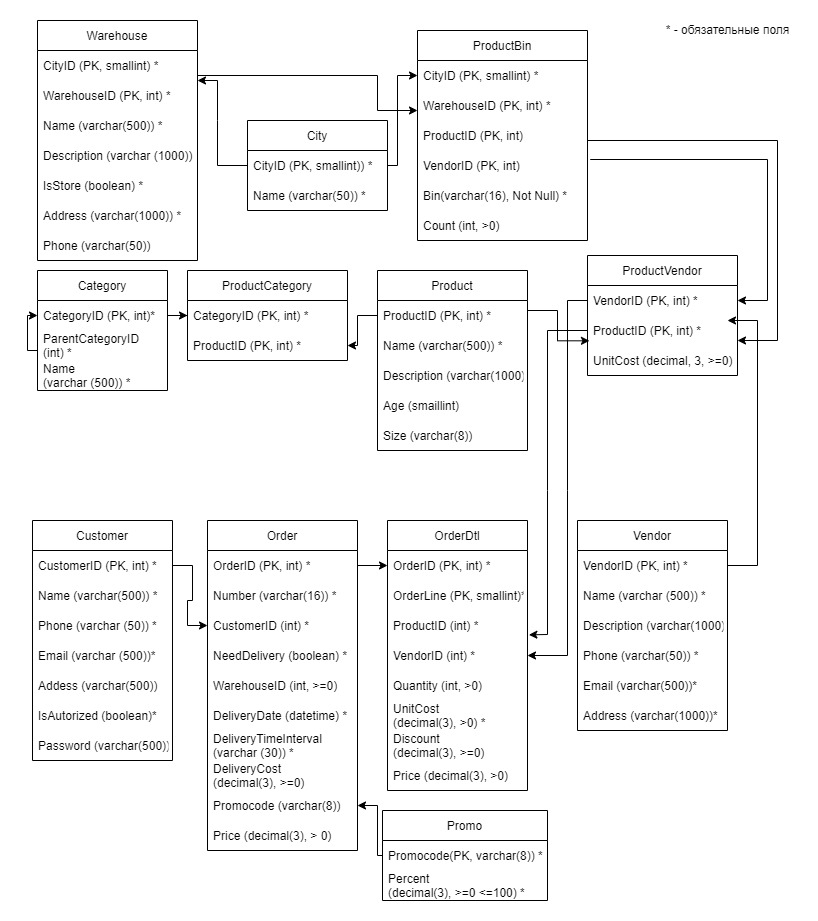 * - обязательные поля
Warehouse
CityID (PK, smallint) *
WarehouseID (PK, int) *
Name (varchar(500)) *
Description (varchar (1000))
IsStore (boolean) *
Address (varchar(1000)) *
Phone (varchar(50))
City
CityID (PK, smallint)) *
Name (varchar(50)) *
ProductBin
CityID (PK, smallint) *
WarehouseID (PK, int) *
ProductID (PK, int)
VendorID (PK, int)
Bin(varchar(16), Not Null) *
Count (int, >0)
Category
CategoryID (PK, int)*
ParentCategoryID
(int) *
Name
(varchar (500)) *
ProductCategory
CategoryID (PK, int) *
ProductID (PK, int) *
Product
ProductID (PK, int) *
Name (varchar(500)) *
Description (varchar(1000)
Age (smaillint)
Size (varchar(8))
ProductVendor
VendorID (PK, int) *
ProductID (PK, int) *
UnitCost (decimal, 3, >=0)
Customer
CustomerID (PK, int) *
Name (varchar(500)) *
Phone (varchar (50)) *
Email (varchar (500))*
Addess (varchar(500))
IsAutorized (boolean)*
Password (varchar(500))
Order
OrderID (PK, int) *
Number (varchar(16)) *
CustomerID (int) *
NeedDelivery (boolean) *
WarehouseID (int, >=0)
DeliveryDate (datetime) *
DeliveryTimeInterval
(varchar (30)) *
DeliveryCost
(decimal(3), >=0)
Promocode (varchar(8))
Price (decimal(3), > 0)
OrderDtl
OrderID (PK, int) *
OrderLine (PK, smallint)*
ProductID (int) *
VendorID (int) *
Quantity (int, >0)
UnitCost
(decimal(3), >0) *
Discount
(decimal(3), >=0)
Price (decimal(3), >0)
Vendor
VendorID (PK, int) *
Name (varchar (500)) *
Description (varchar(1000)
Phone (varchar(50)) *
Email (varchar(500))*
Address (varchar(1000))*
Promo
Promocode(PK, varchar(8)) *
Percent
(decimal(3), >=0 <=100) *